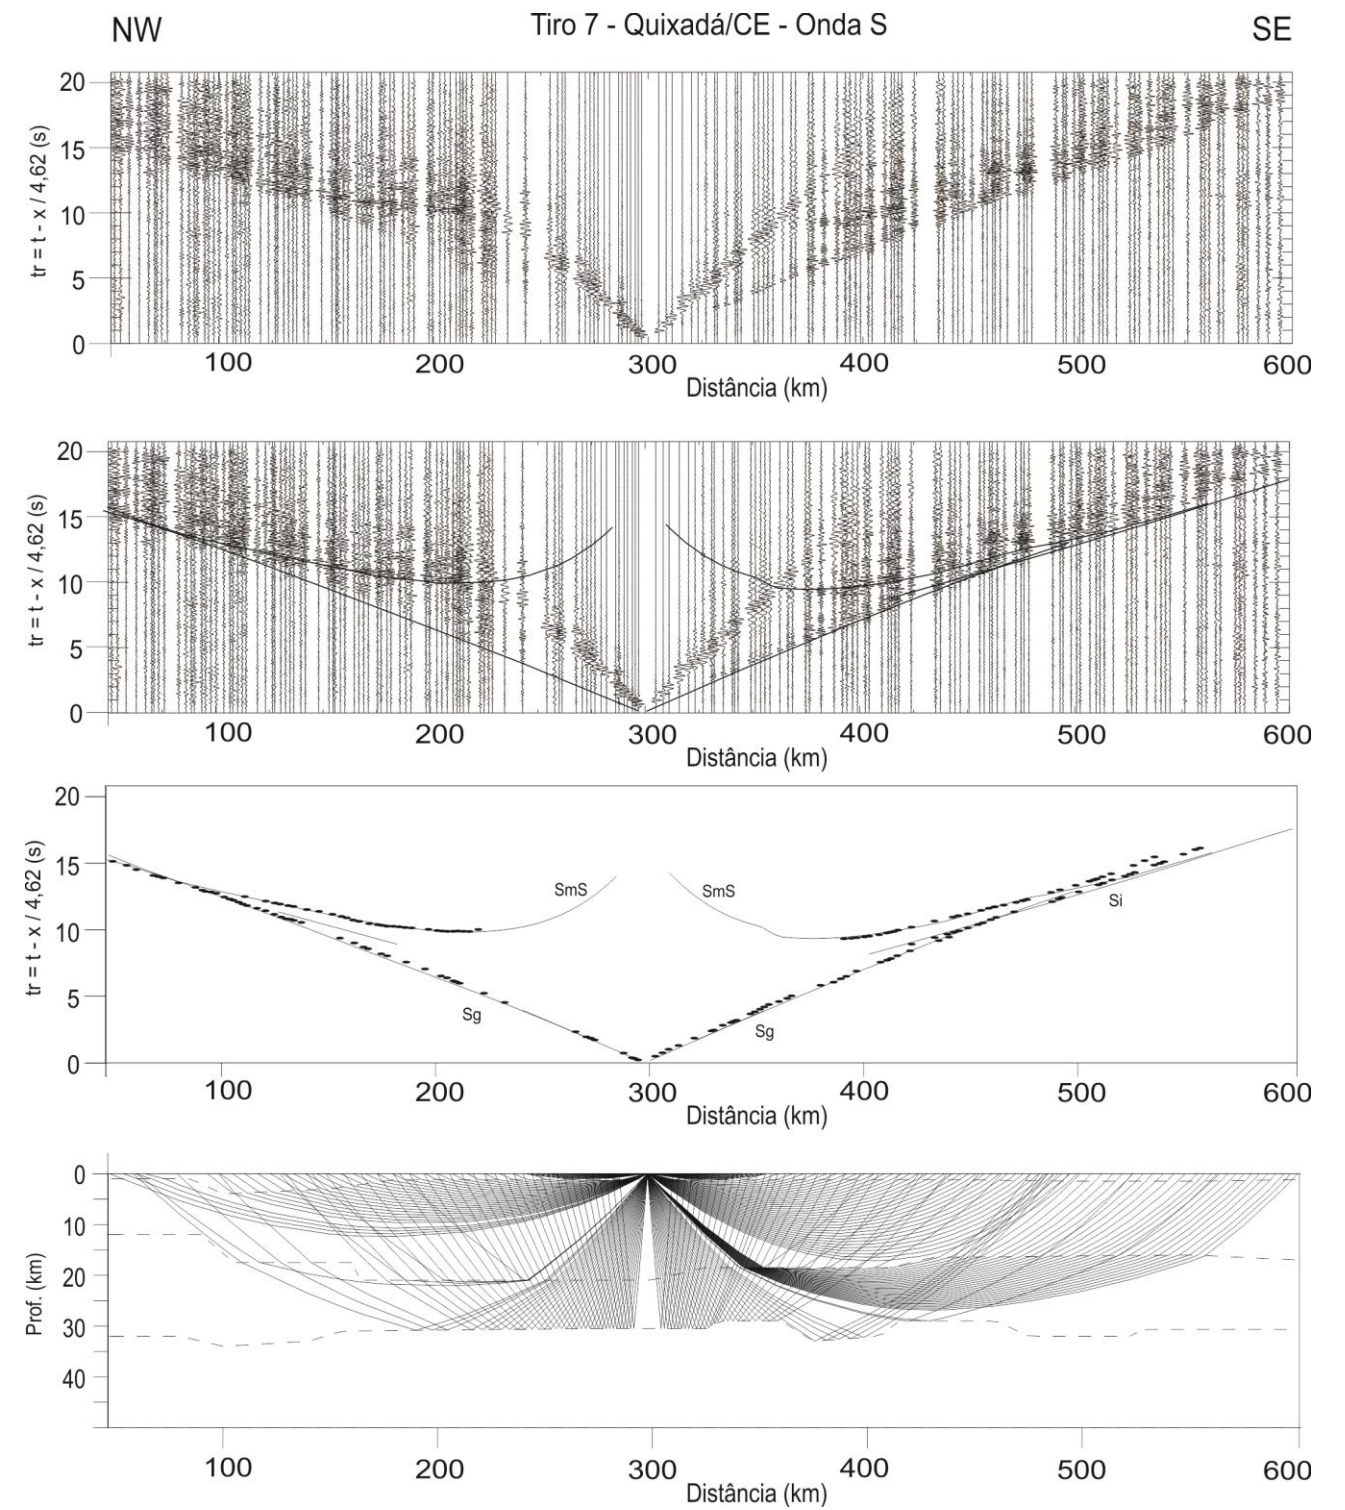 NW Tiro 7 - Quixadá/CE - Onda S SE
tr = t - x / 4,62 (s)
20
15
10
5
0
100 200 300 400 500 600
Distância (km)
tr = t - x / 4,62 (s)
20
15
10
5
0
100 200 300 400 500 600
Distância (km)
tr = t - x / 4,62 (s)
20
15
10
5
0
SmS SmS
Si
Sg Sg
100 200 300 400 500 600
Distância (km)
Prof. (km)
0
10
20
30
40
100 200 300 400 500 600
Distância (km)